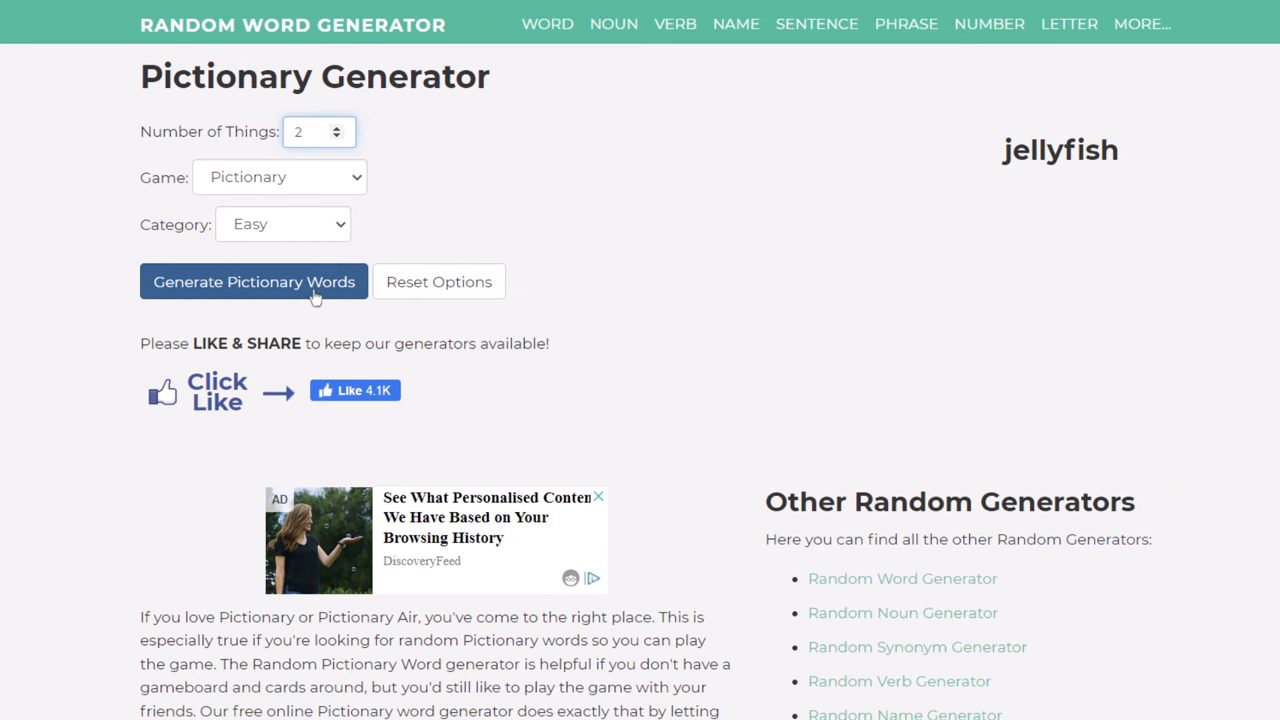 RANDOM WORD GENERATOR
WORD NOUN VERB NAME SENTENCE PHRASE NUMBER LETTER MORE...
Pictionary Generator
Number of Things: 2
Game: Pictionary
Category: Easy
Generate Pictionary Words Reset Options
jellyfish
Please LIKE & SHARE to keep our generators available!
Click
Like
Like 4.1K
AD
See What Personalised Conten
We Have Based on Your
Browsing History
DiscoveryFeed
If you love Pictionary or Pictionary Air, you've come to the right place. This is
especially true if you're looking for random Pictionary words so you can play
the game. The Random Pictionary Word generator is helpful if you don't have a
gameboard and cards around, but you'd still like to play the game with your
friends. Our free online Pictionary word generator does exactly that by letting
Other Random Generators
Here you can find all the other Random Generators:
Random Word Generator
Random Noun Generator
Random Synonym Generator
Random Verb Generator
Random Name Generator